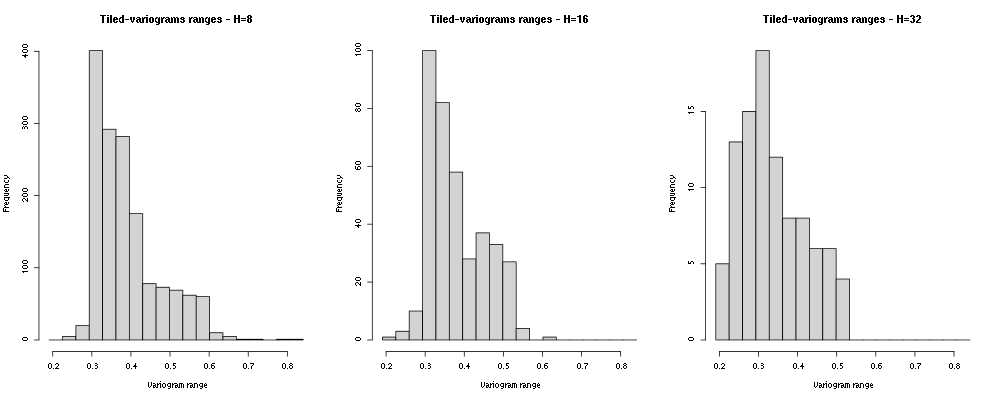 Tiled-variograms ranges - H=8
Frequency
0
100
200
300
400
0.2 0.3 0.4 0.5 0.6 0.7 0.8
Variogram range
Tiled-variograms ranges - H=16
Frequency
0
20
40
60
80
100
0.2 0.3 0.4 0.5 0.6 0.7 0.8
Variogram range
Tiled-variograms ranges - H=32
Frequency
0
5
10
15
0.2 0.3 0.4 0.5 0.6 0.7 0.8
Variogram range